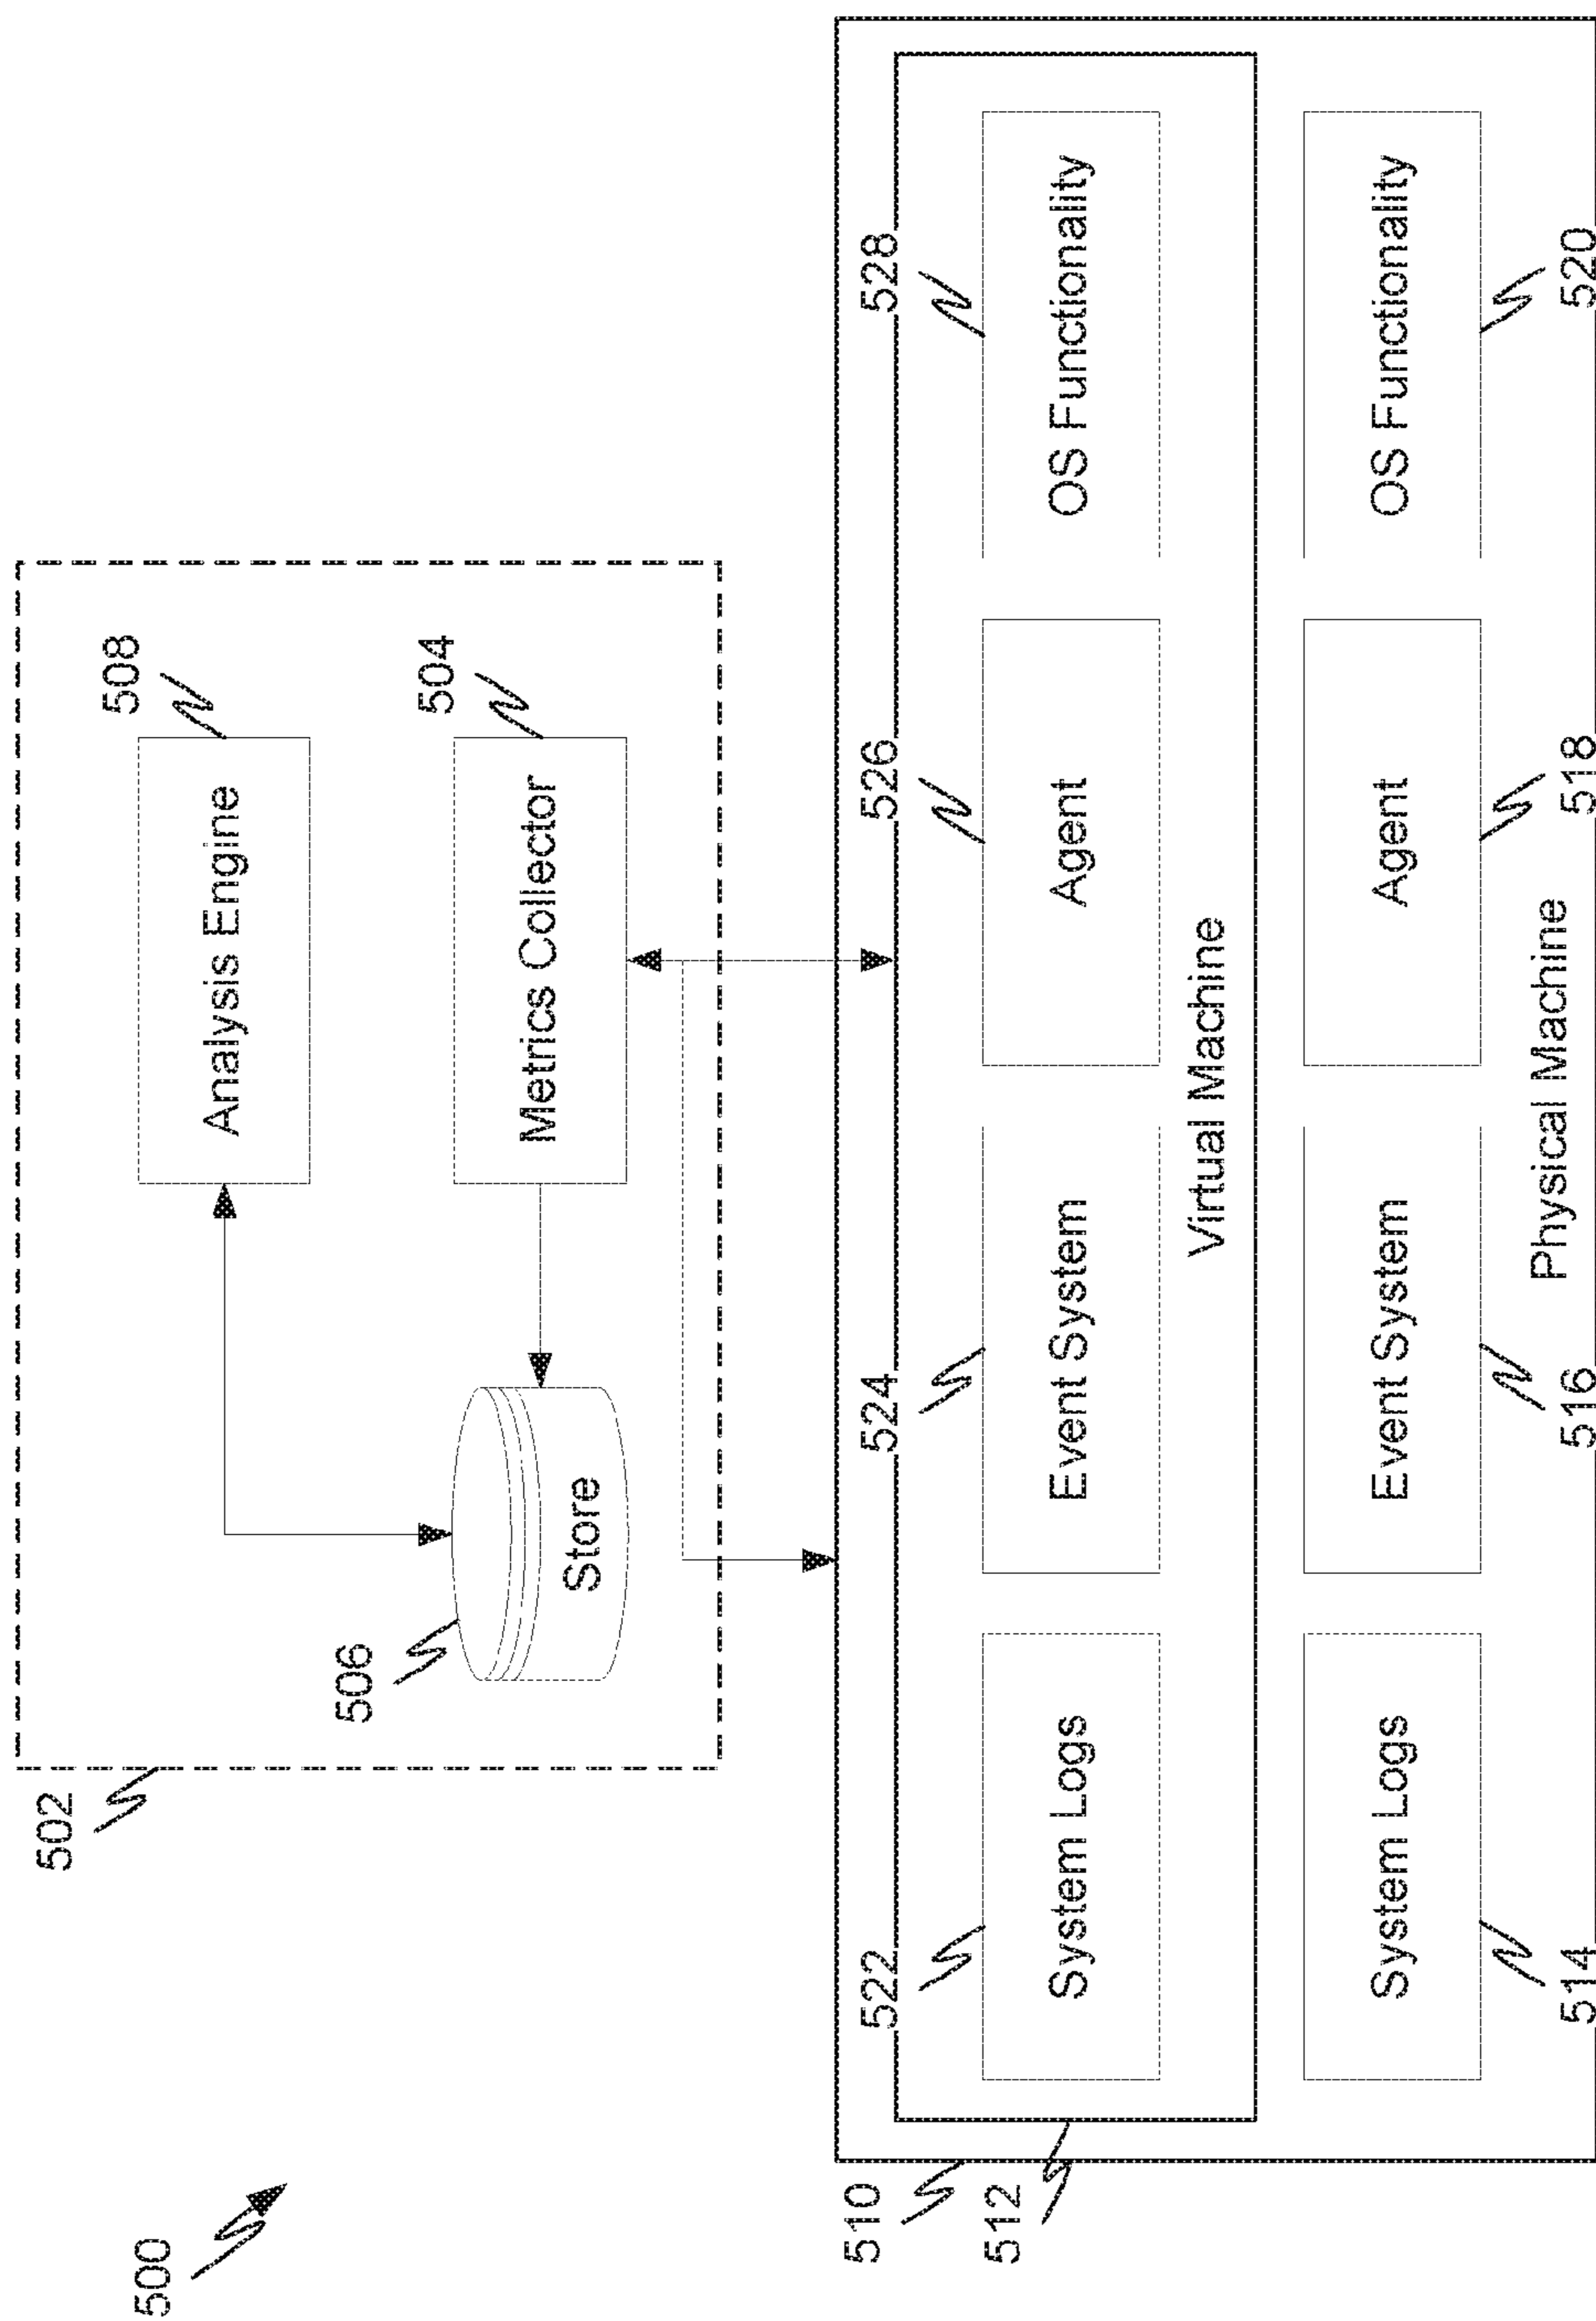 500
502
508
Analysis Engine
504
Metrics Collector
506
Store
510
512
522
524
526
528
System Logs
Event System
Agent
OS Functionality
Virtual Machine
System Logs
Event System
Agent
OS Functionality
Physical Machine
514
516
518
520